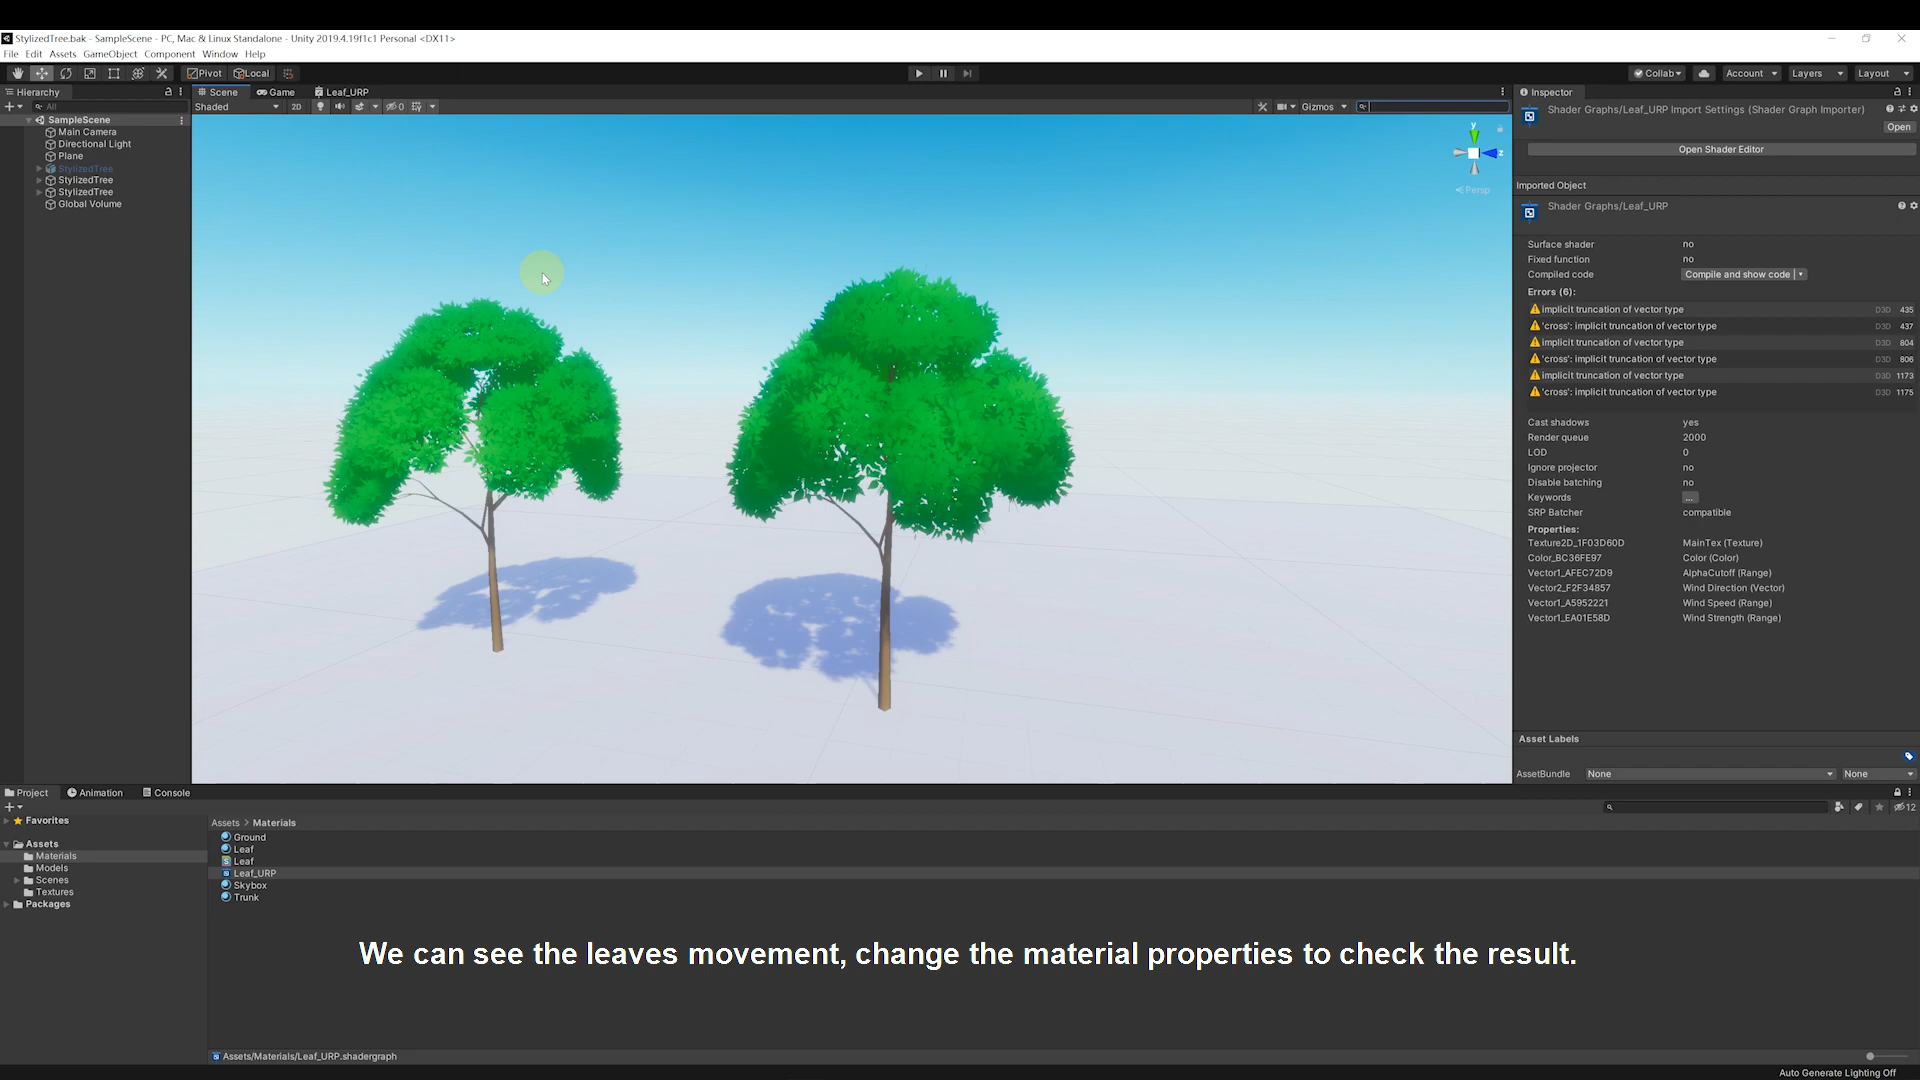 StylizedTree.bak - SampleScene - PC, Mac & Linux Standalone - Unity 2019.4.19f1c1 Personal <DX11>
File Edit Assets GameObject Component Window Help
Pivot Local Collab Account Layers Layout
Hierarchy
All
SampleScene
Main Camera
Directional Light
Plane
StylizedTree
StylizedTree
StylizedTree
Global Volume
Scene Game Leaf_URP
Shaded 2D 0 Gizmos
y
z
Persp
Inspector
Shader Graphs/Leaf_URP Import Settings (Shader Graph Importer)
Open
Open Shader Editor
Imported Object
Shader Graphs/Leaf_URP
Surface shader no
Fixed function no
Compiled code Compile and show code
Errors (6):
implicit truncation of vector type D3D 435
'cross': implicit truncation of vector type D3D 437
implicit truncation of vector type D3D 804
'cross': implicit truncation of vector type D3D 806
implicit truncation of vector type D3D 1173
'cross': implicit truncation of vector type D3D 1175
Cast shadows yes
Render queue 2000
LOD 0
Ignore projector no
Disable batching no
Keywords ...
SRP Batcher compatible
Properties:
Texture2D_1F03D60D MainTex (Texture)
Color_BC36FE97 Color (Color)
Vector1_AFEC72D9 AlphaCutoff (Range)
Vector2_F2F34857 Wind Direction (Vector)
Vector1_A5952221 Wind Speed (Range)
Vector1_EA01E58D Wind Strength (Range)
Asset Labels
AssetBundle None None
Project Animation Console
12
Favorites
Assets
Materials
Models
Scenes
Textures
Packages
Assets > Materials
Ground
Leaf
Leaf
Leaf_URP
Skybox
Trunk
We can see the leaves movement, change the material properties to check the result.
Assets/Materials/Leaf_URP.shadergraph
Auto Generate Lighting Off